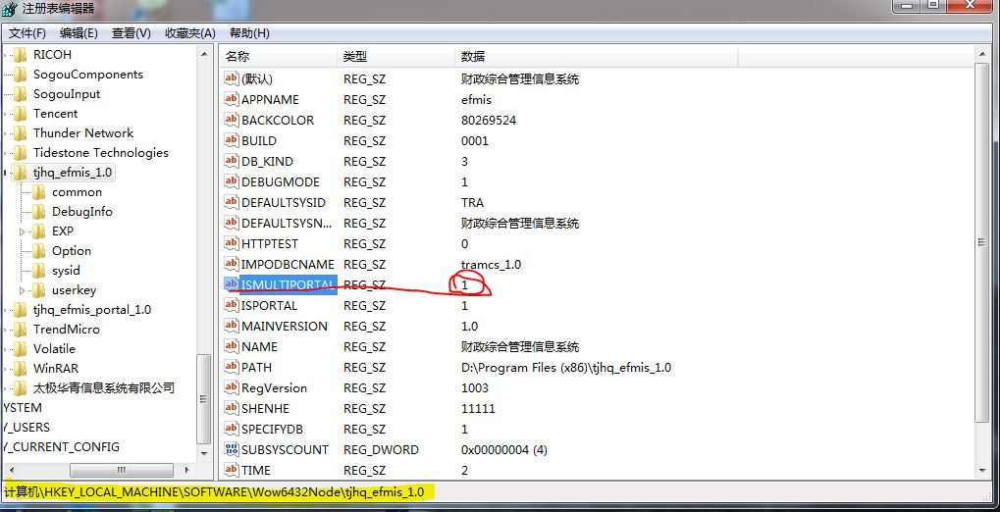 注册表编辑器
文件(F) 编辑(E) 查看(V) 收藏夹(A) 帮助(H)
RICOH
SogouComponents
SogouInput
Tencent
Thunder Network
Tidestone Technologies
tjhq_efmis_1.0
common
DebugInfo
EXP
Option
sysid
userkey
tjhq_efmis_portal_1.0
TrendMicro
Volatile
WinRAR
太极华青信息系统有限公司
YSTEM
Y_USERS
Y_CURRENT_CONFIG
名称 类型 数据
(默认) REG_SZ 财政综合管理信息系统
APPNAME REG_SZ efmis
BACKCOLOR REG_SZ 80269524
BUILD REG_SZ 0001
DB_KIND REG_SZ 3
DEBUGMODE REG_SZ 1
DEFAULTSYSID REG_SZ TRA
DEFAULTSYSN... REG_SZ 财政综合管理信息系统
HTTPTEST REG_SZ 0
IMPODBCNAME REG_SZ tramcs_1.0
ISMULTIPORTAL REG_SZ 1
ISPORTAL REG_SZ 1
MAINVERSION REG_SZ 1.0
NAME REG_SZ 财政综合管理信息系统
PATH REG_SZ D:\Program Files (x86)\tjhq_efmis_1.0
RegVersion REG_SZ 1003
SHENHE REG_SZ 11111
SPECIFYDB REG_SZ 1
SUBSYSCOUNT REG_DWORD 0x00000004 (4)
TIME REG_SZ 2
计算机\HKEY_LOCAL_MACHINE\SOFTWARE\Wow6432Node\tjhq_efmis_1.0